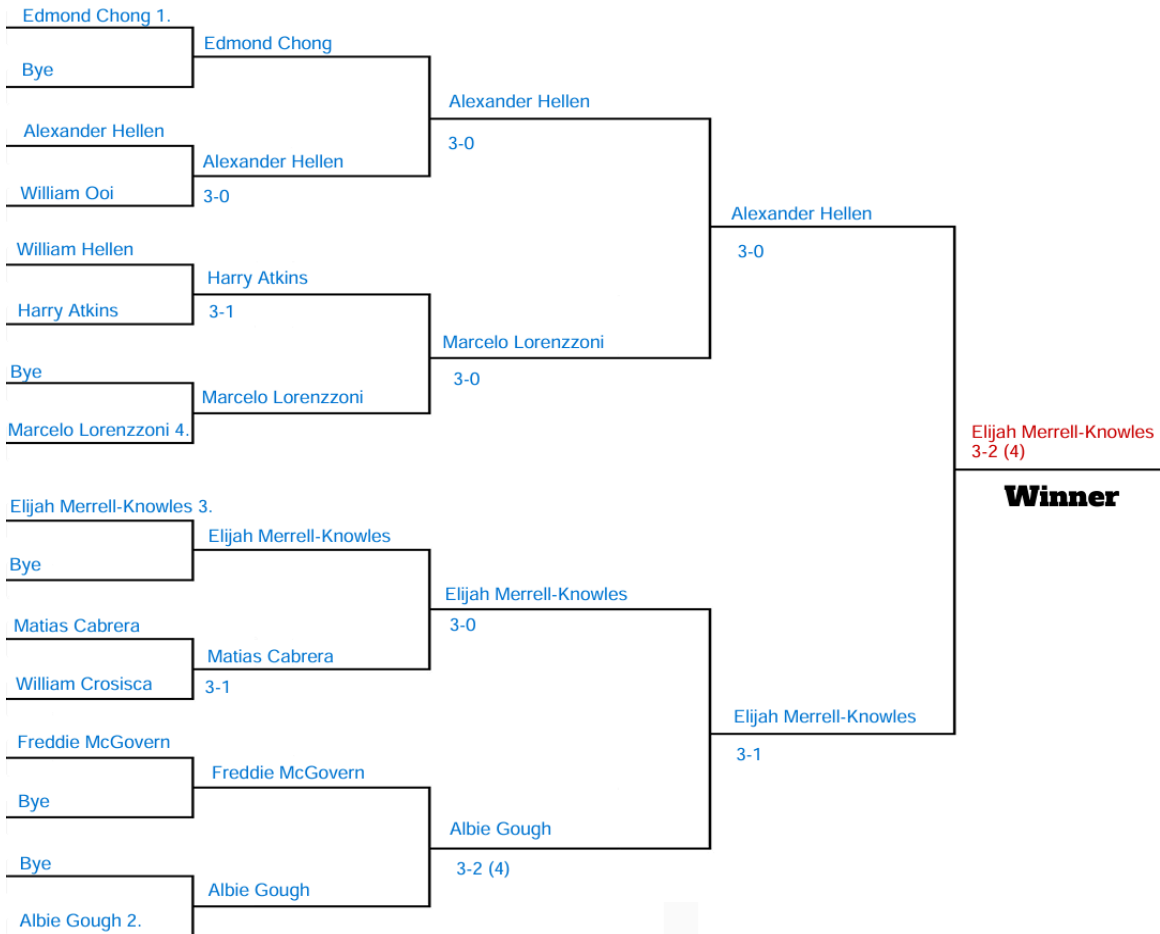 Edmond Chong 1.
Bye
Edmond Chong
Alexander Hellen
William Ooi
Alexander Hellen
3-0
Alexander Hellen
3-0
William Hellen
Harry Atkins
Harry Atkins
3-1
Bye
Marcelo Lorenzzoni 4.
Marcelo Lorenzzoni
Marcelo Lorenzzoni
3-0
Alexander Hellen
3-0
Elijah Merrell-Knowles 3.
Bye
Elijah Merrell-Knowles
Matias Cabrera
William Crosisca
Matias Cabrera
3-1
Elijah Merrell-Knowles
3-0
Freddie McGovern
Bye
Freddie McGovern
Bye
Albie Gough 2.
Albie Gough
Albie Gough
3-2 (4)
Elijah Merrell-Knowles
3-1
Elijah Merrell-Knowles
3-2 (4)
Winner